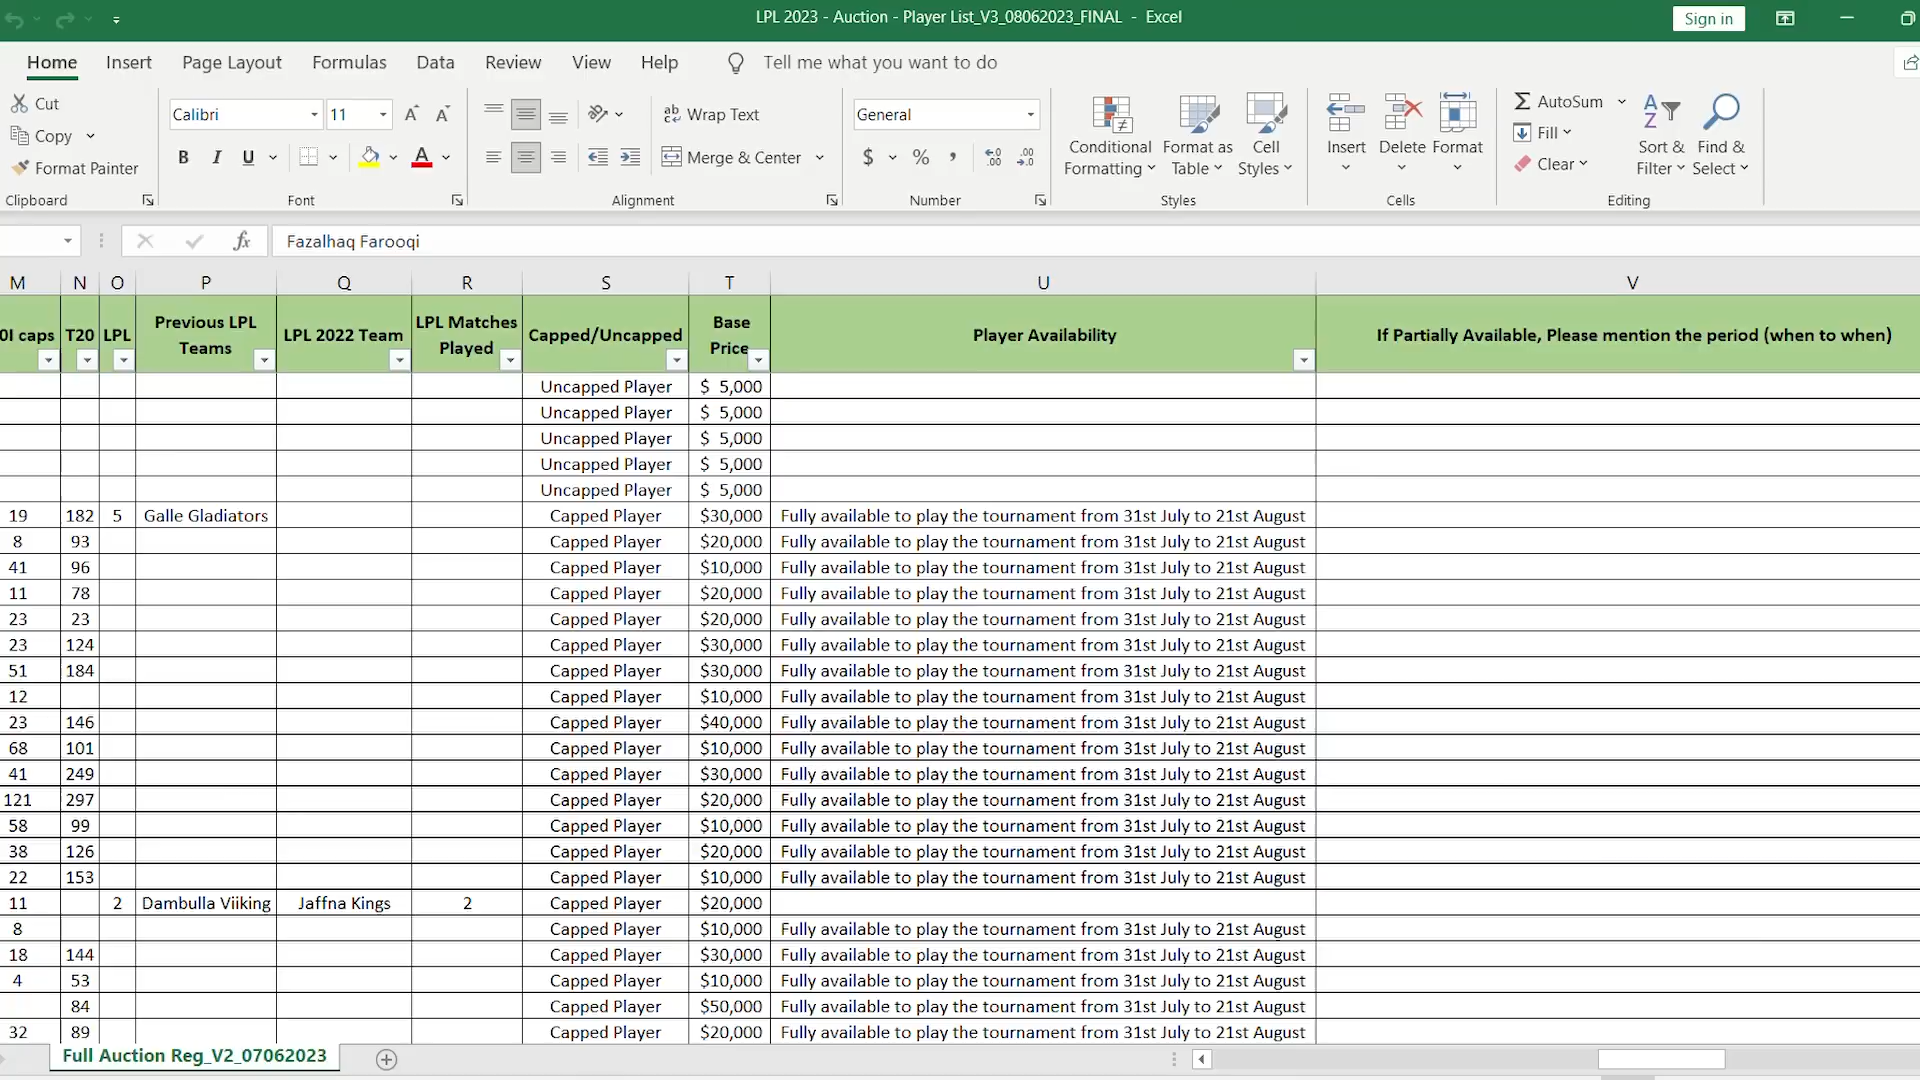 LPL 2023 - Auction - Player List_V3_08062023_FINAL - Excel
Sign in
Home Insert Page Layout Formulas Data Review View Help Tell me what you want to do
Cut
Copy
Format Painter
Clipboard
Calibri 11
B I U
Font
Wrap Text
Merge & Center
Alignment
General
$ % ,
Number
Conditional Formatting
Format as Table
Cell Styles
Styles
Insert Delete Format
Cells
AutoSum
Fill
Clear
Sort & Filter
Find & Select
Editing
fx Fazalhaq Farooqi
M N O P Q R S T U V
0I caps T20 LPL Previous LPL Teams LPL 2022 Team LPL Matches Played Capped/Uncapped Base Price Player Availability If Partially Available, Please mention the period (when to when)
Uncapped Player $ 5,000
Uncapped Player $ 5,000
Uncapped Player $ 5,000
Uncapped Player $ 5,000
Uncapped Player $ 5,000
19 182 5 Galle Gladiators Capped Player $30,000 Fully available to play the tournament from 31st July to 21st August
8 93 Capped Player $20,000 Fully available to play the tournament from 31st July to 21st August
41 96 Capped Player $10,000 Fully available to play the tournament from 31st July to 21st August
11 78 Capped Player $20,000 Fully available to play the tournament from 31st July to 21st August
23 23 Capped Player $20,000 Fully available to play the tournament from 31st July to 21st August
23 124 Capped Player $30,000 Fully available to play the tournament from 31st July to 21st August
51 184 Capped Player $30,000 Fully available to play the tournament from 31st July to 21st August
12 Capped Player $10,000 Fully available to play the tournament from 31st July to 21st August
23 146 Capped Player $40,000 Fully available to play the tournament from 31st July to 21st August
68 101 Capped Player $10,000 Fully available to play the tournament from 31st July to 21st August
41 249 Capped Player $30,000 Fully available to play the tournament from 31st July to 21st August
121 297 Capped Player $20,000 Fully available to play the tournament from 31st July to 21st August
58 99 Capped Player $10,000 Fully available to play the tournament from 31st July to 21st August
38 126 Capped Player $20,000 Fully available to play the tournament from 31st July to 21st August
22 153 Capped Player $10,000 Fully available to play the tournament from 31st July to 21st August
11 2 Dambulla Viiking Jaffna Kings 2 Capped Player $20,000
8 Capped Player $10,000 Fully available to play the tournament from 31st July to 21st August
18 144 Capped Player $30,000 Fully available to play the tournament from 31st July to 21st August
4 53 Capped Player $10,000 Fully available to play the tournament from 31st July to 21st August
84 Capped Player $50,000 Fully available to play the tournament from 31st July to 21st August
32 89 Capped Player $20,000 Fully available to play the tournament from 31st July to 21st August
Full Auction Reg_V2_07062023